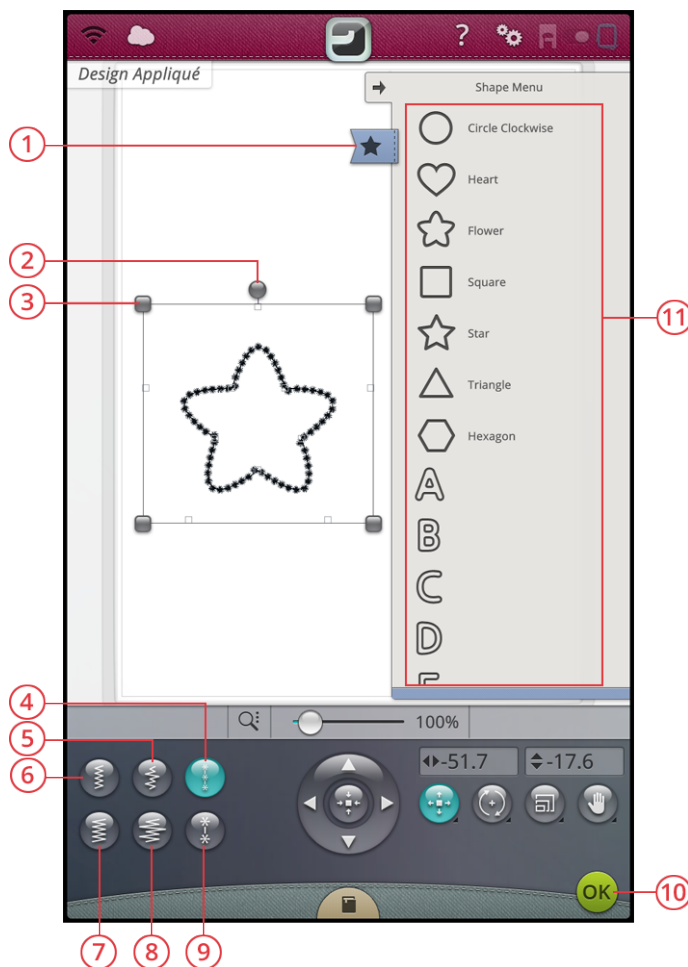 ?
Design Appliqué
Shape Menu
1
Circle Clockwise
Heart
Flower
2
3
Square
11
Star
Triangle
Hexagon
A
B
C
D
4
100%
5
6
-51.7
-17.6
OK
10
7
8
9